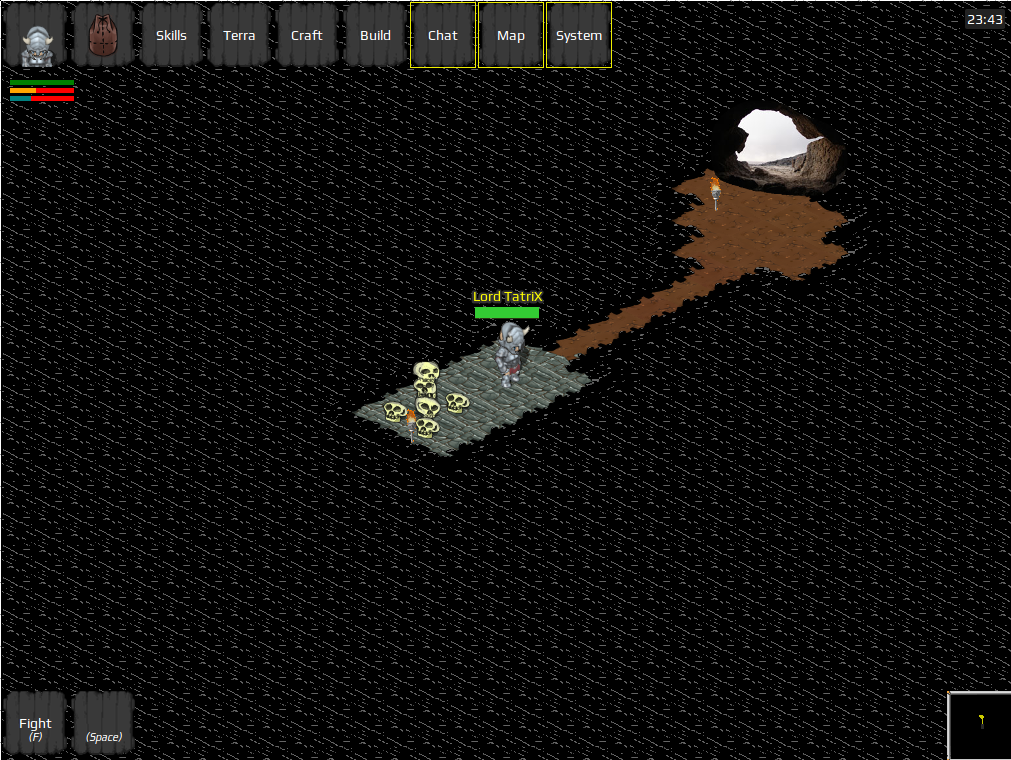 Skills
Terra
Craft
Build
Chat
Map
System
23:43
Lord TatriX
Fight
(F)
(Space)